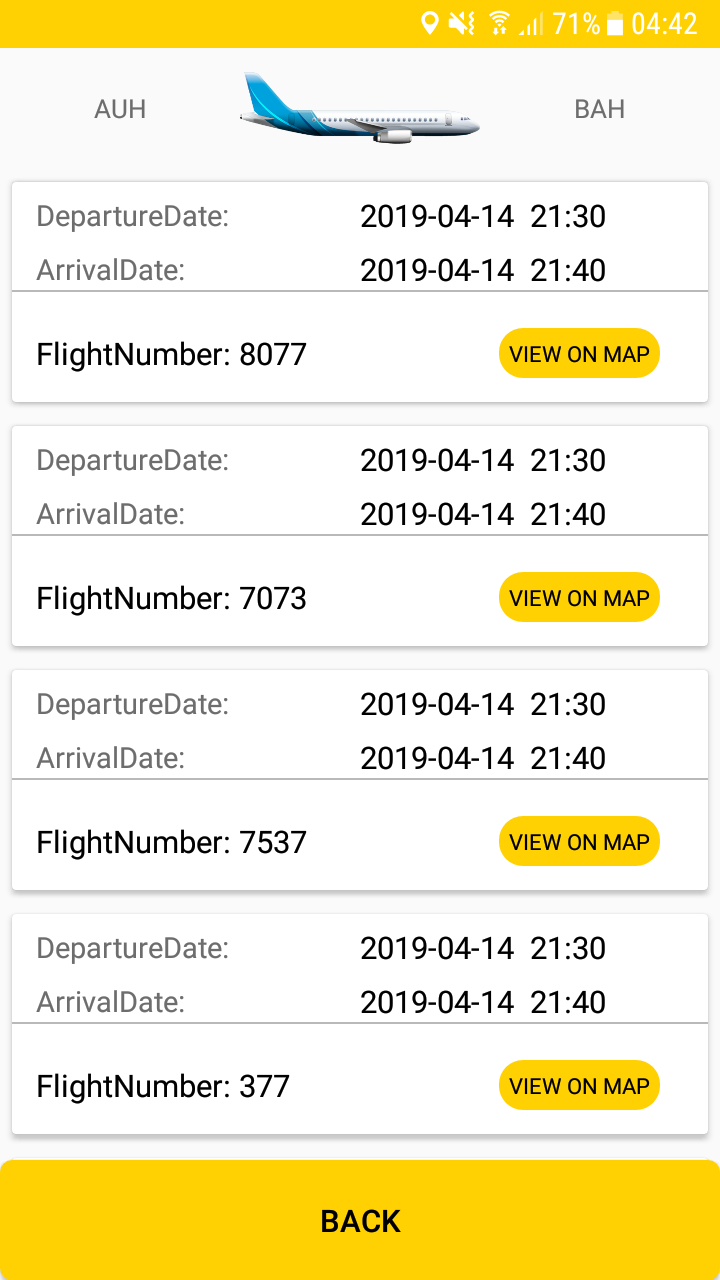 71% 04:42
AUH BAH
DepartureDate: 2019-04-14 21:30
ArrivalDate: 2019-04-14 21:40
FlightNumber: 8077 VIEW ON MAP
DepartureDate: 2019-04-14 21:30
ArrivalDate: 2019-04-14 21:40
FlightNumber: 7073 VIEW ON MAP
DepartureDate: 2019-04-14 21:30
ArrivalDate: 2019-04-14 21:40
FlightNumber: 7537 VIEW ON MAP
DepartureDate: 2019-04-14 21:30
ArrivalDate: 2019-04-14 21:40
FlightNumber: 377 VIEW ON MAP
BACK